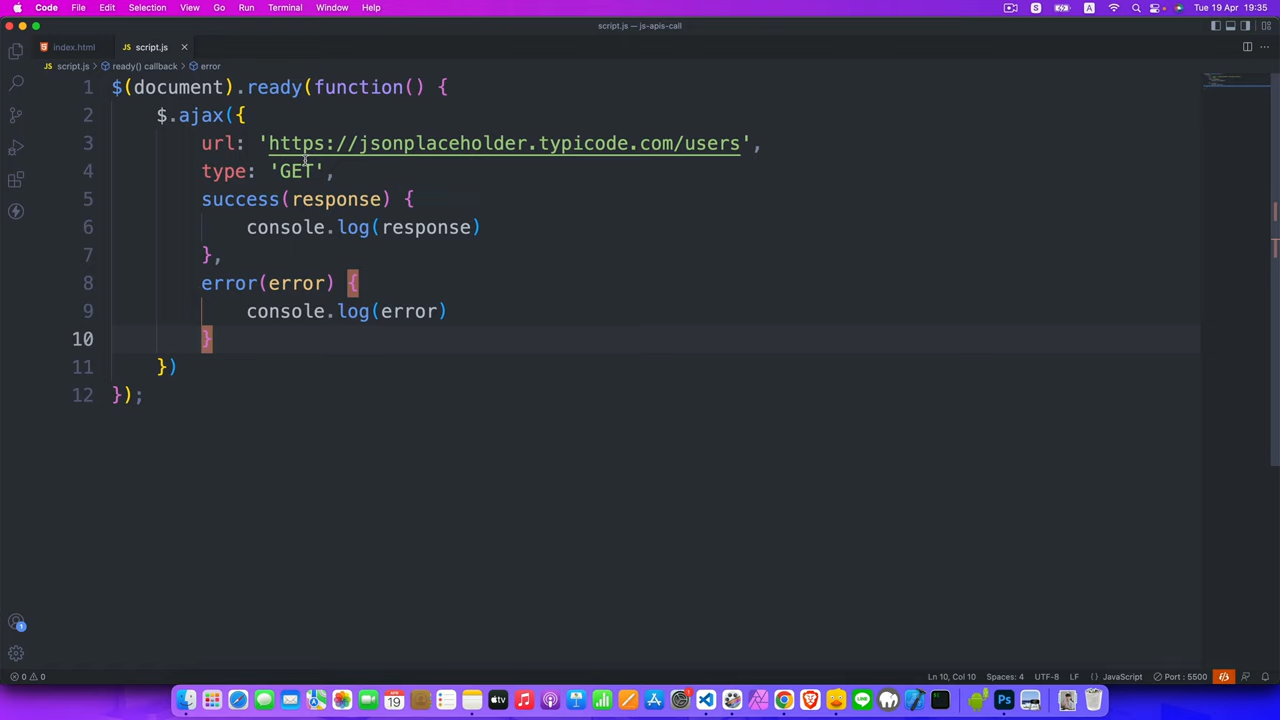 Code File Edit Selection View Go Run Terminal Window Help Tue 19 Apr 19:35
script.js — js-apis-call
index.html JS script.js
script.js > ready() callback > error
1 $(document).ready(function() {
2 $.ajax({
3 url: 'https://jsonplaceholder.typicode.com/users',
4 type: 'GET',
5 success(response) {
6 console.log(response)
7 },
8 error(error) {
9 console.log(error)
10 }
11 })
12 });
0 0 Ln 10, Col 10 Spaces: 4 UTF-8 LF {} JavaScript Port : 5500